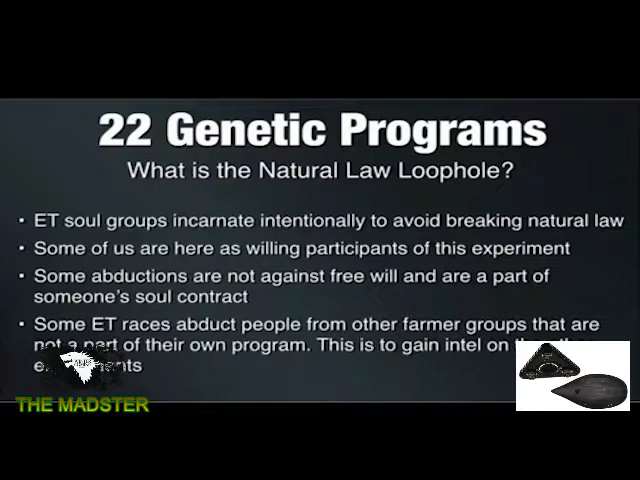 22 Genetic Programs
What is the Natural Law Loophole?
• ET soul groups incarnate intentionally to avoid breaking natural law
• Some of us are here as willing participants of this experiment
• Some abductions are not against free will and are a part of
someone's soul contract
• Some ET races abduct people from other farmer groups that are
not a part of their own program. This is to gain intel on
THE MADSTER